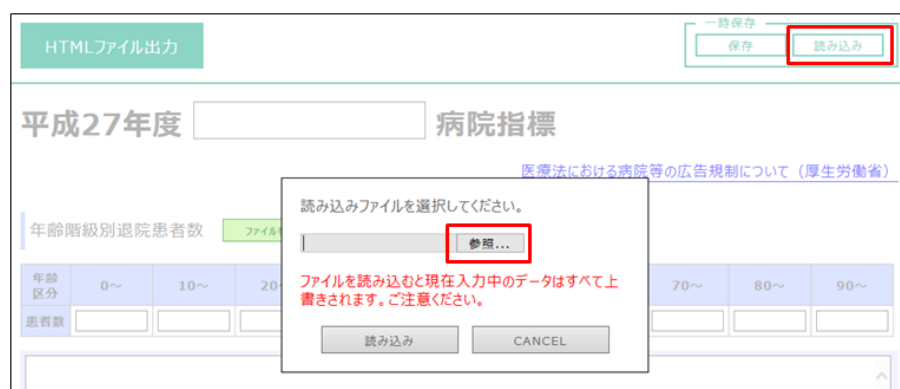 一時保存
HTMLファイル出力
保存
読み込み
平成27年度
病院指標
医療法における病院等の広告規制について（厚生労働省）
読み込みファイルを選択してください。
年齢階級別退院患者数
参照...
年齢区分
0～
10～
20
70～
80～
90～
ファイルを読み込むと現在入力中のデータはすべて上
書きされます。ご注意ください。
患者数
読み込み
CANCEL